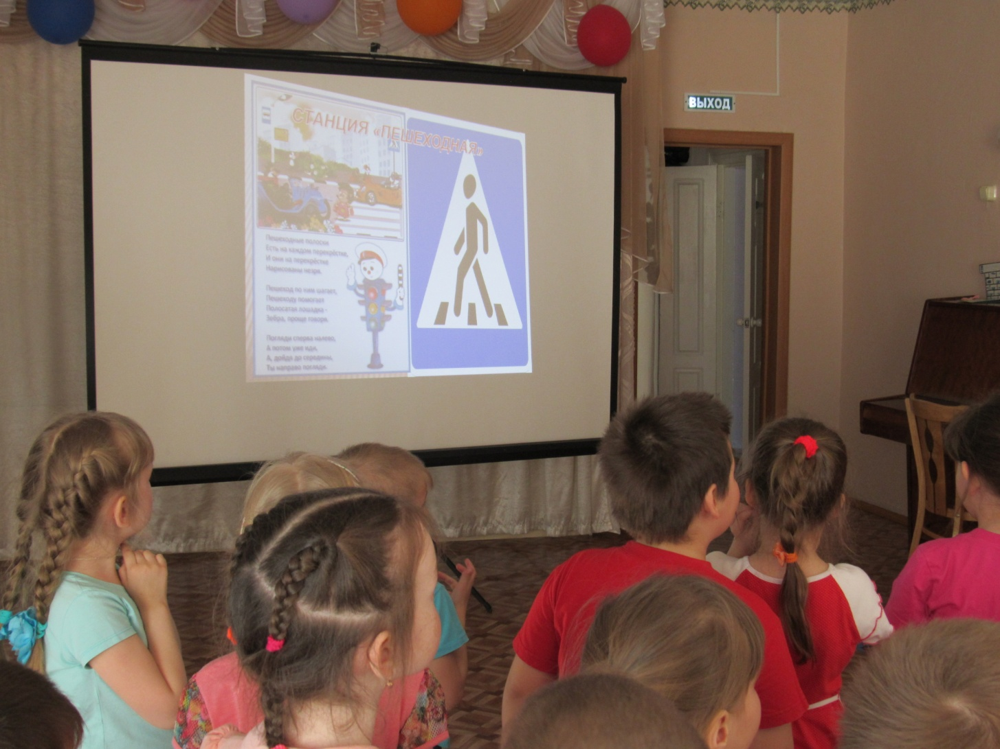 СТАНЦИЯ «ПЕШЕХОДНАЯ»
ВЫХОД
Пешеходные полоски
Есть на каждом перекрёстке,
И они на перекрёстке
Нарисованы незря.
Пешеход по ним шагает,
Пешеходу помогает
Полосатая лошадка -
Зебра, проще говоря.
Погляди сперва налево,
А потом уже иди.
А, дойдя до середины,
Ты направо погляди.